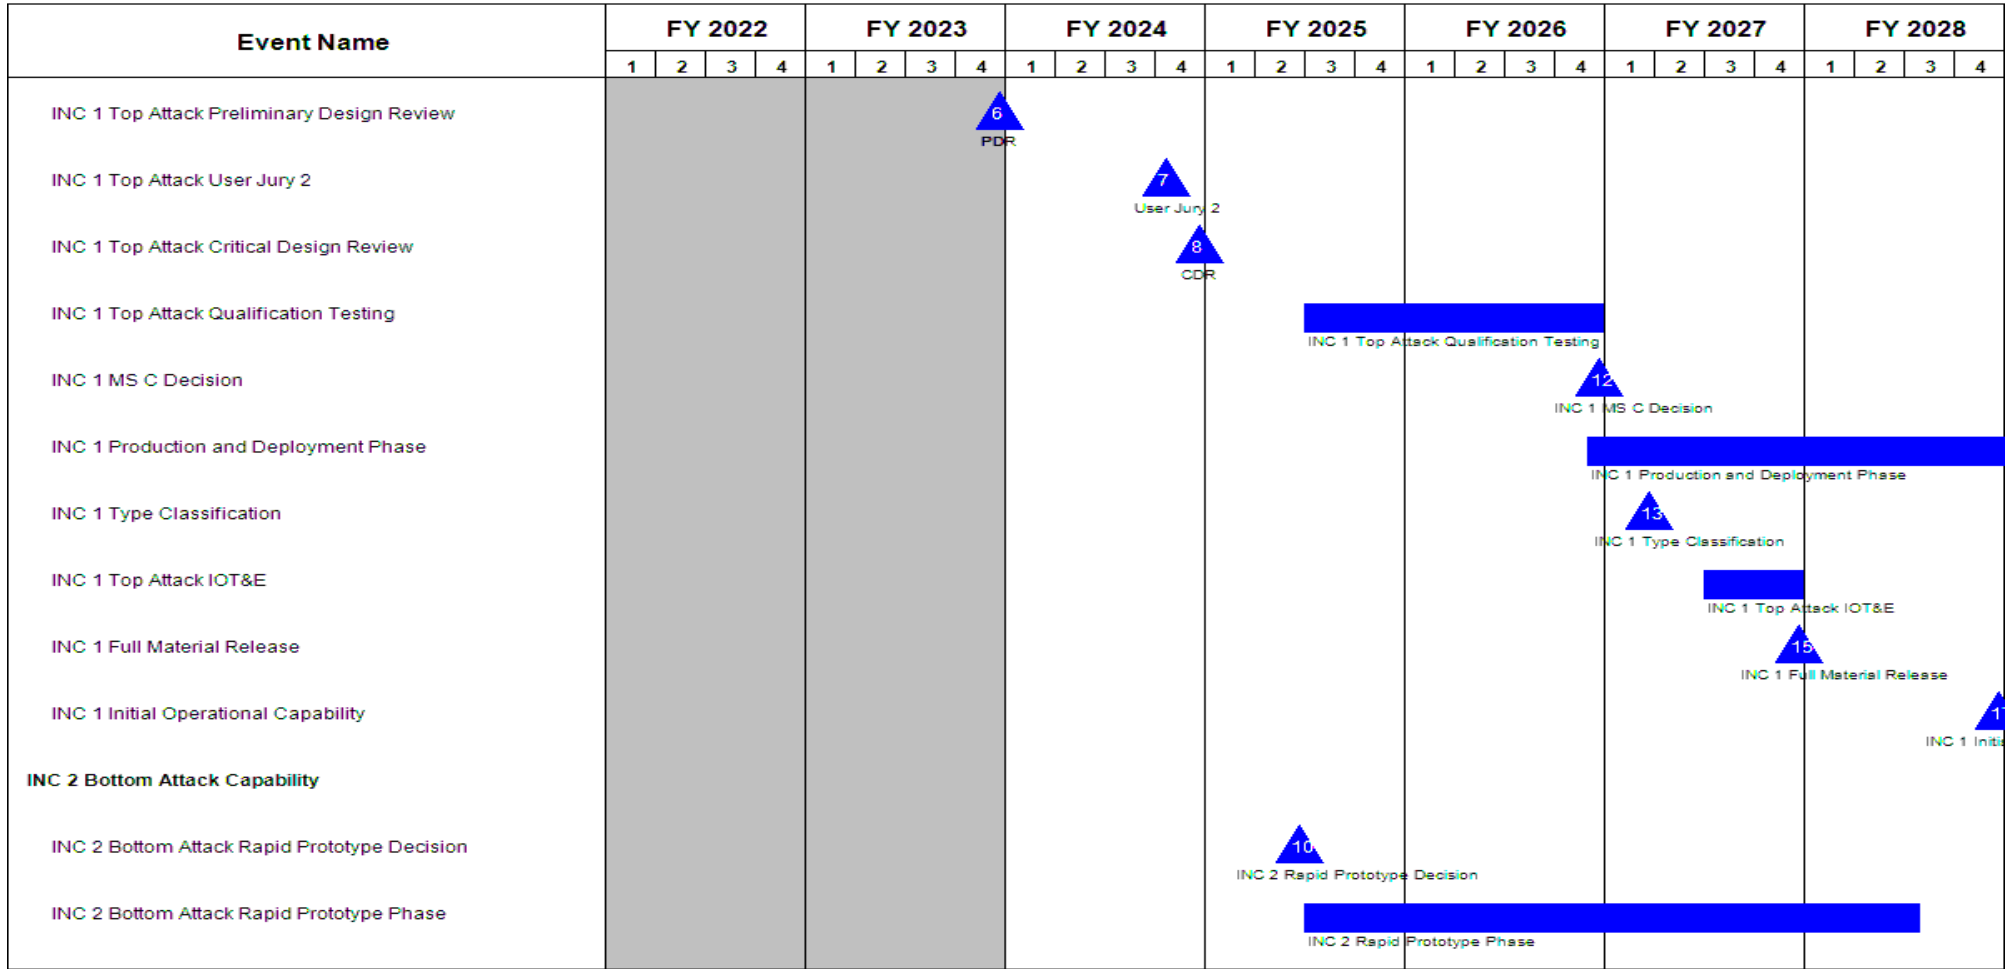 Event Name
FY 2022 FY 2023 FY 2024 FY 2025 FY 2026 FY 2027 FY 2028
1 2 3 4 1 2 3 4 1 2 3 4 1 2 3 4 1 2 3 4 1 2 3 4 1 2 3 4
INC 1 Top Attack Preliminary Design Review 6
PDR
INC 1 Top Attack User Jury 2 7
User Jury 2
INC 1 Top Attack Critical Design Review 8
CDR
INC 1 Top Attack Qualification Testing
INC 1 Top Attack Qualification Testing
INC 1 MS C Decision 12
INC 1 MS C Decision
INC 1 Production and Deployment Phase
INC 1 Production and Deployment Phase
INC 1 Type Classification 13
INC 1 Type Classification
INC 1 Top Attack IOT&E
INC 1 Top Attack IOT&E
INC 1 Full Material Release 15
INC 1 Full Material Release
INC 1 Initial Operational Capability
INC 1
INC 2 Bottom Attack Capability
INC 2 Bottom Attack Rapid Prototype Decision 10
INC 2 Rapid Prototype Decision
INC 2 Bottom Attack Rapid Prototype Phase
INC 2 Rapid Prototype Phase